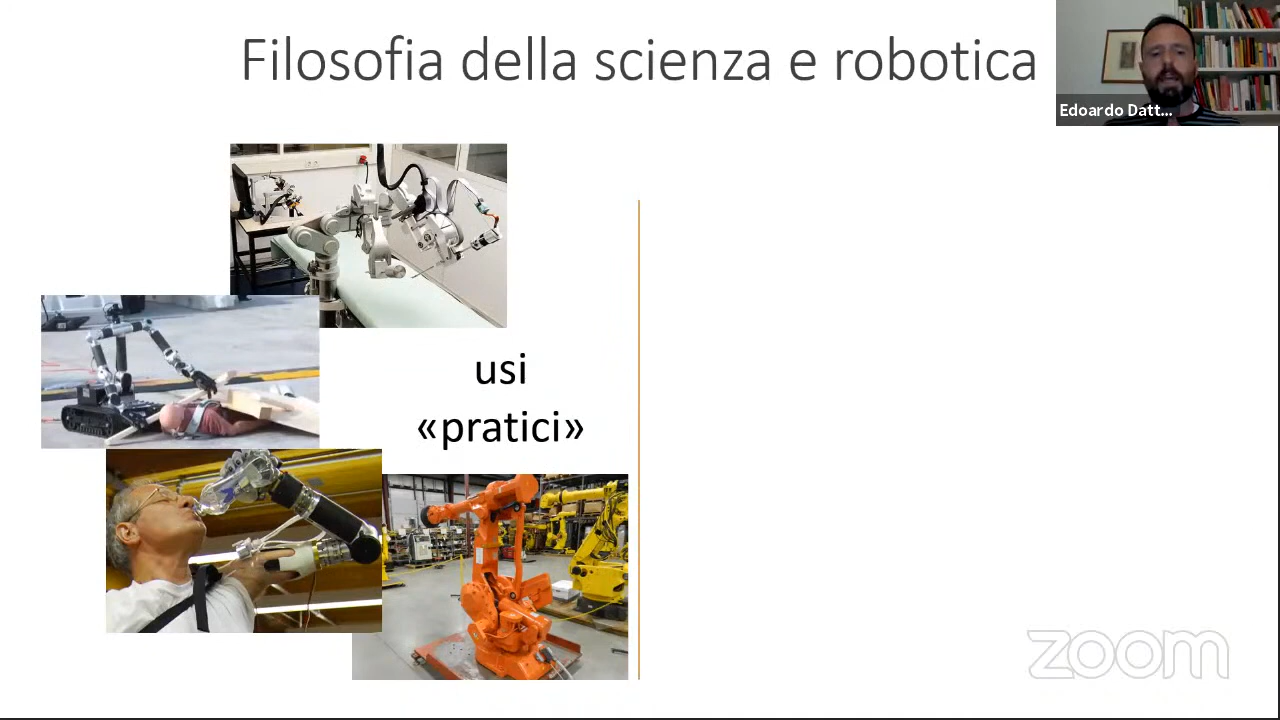 Filosofia della scienza e robotica
Edoardo Datt...
usi
«pratici»
zoom